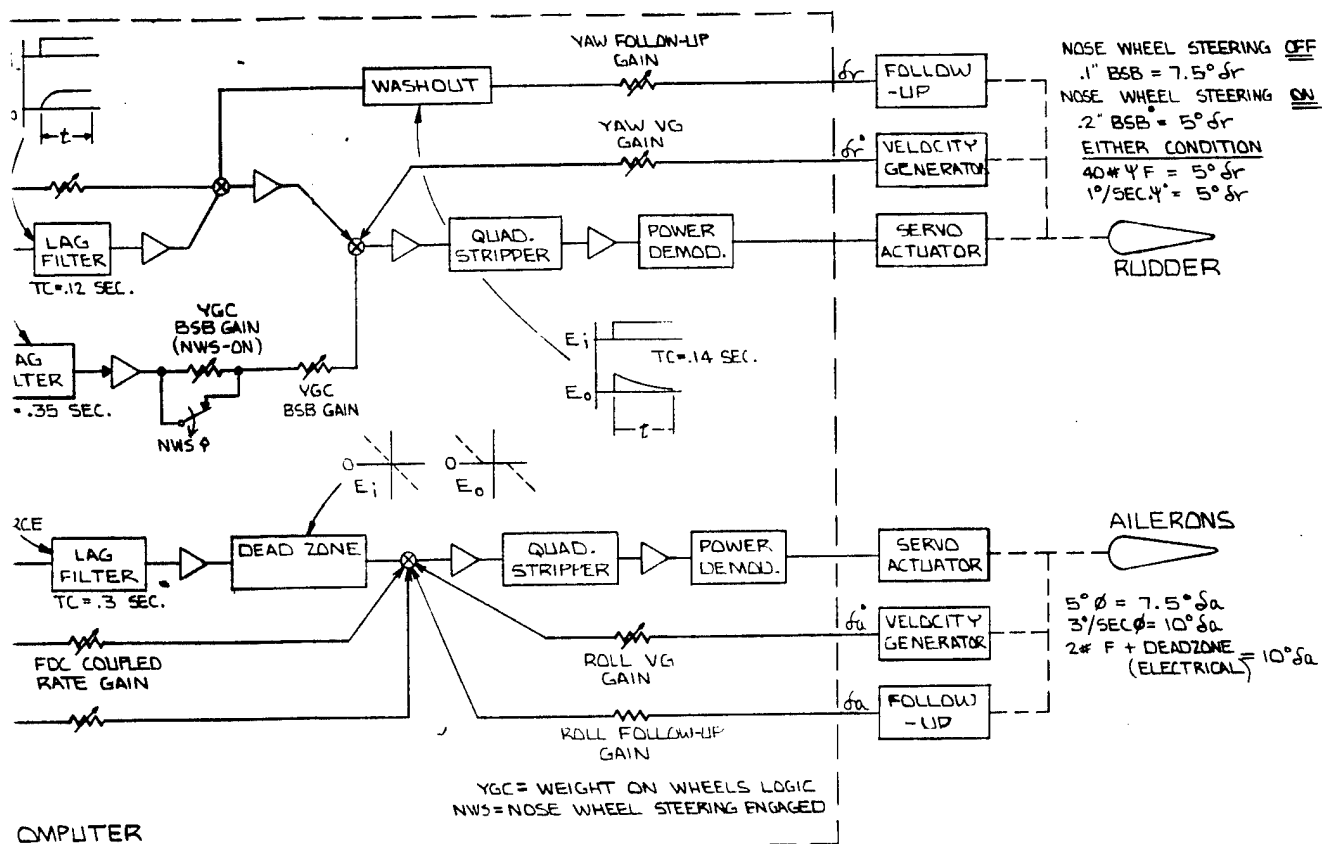 YAW FOLLOW-UP
GAIN
WASHOUT
δr
FOLLOW
-UP
NOSE WHEEL STEERING OFF
.1" BSB = 7.5° δr
NOSE WHEEL STEERING ON
.2" BSB° = 5° δr
EITHER CONDITION
40# Ψ F = 5° δr
1°/SEC.Ψ° = 5° δr
t
YAW VG
GAIN
δr°
VELOCITY
GENERATOR
LAG
FILTER
TC=.12 SEC.
QUAD.
STRIPPER
POWER
DEMOD.
SERVO
ACTUATOR
RUDDER
AG
LTER
= .35 SEC.
YGC
BSB GAIN
(NWS-ON)
YGC
BSB GAIN
NWS
Ei
TC=.14 SEC.
Eo
t
0
Ei
0
Eo
RCE
LAG
FILTER
TC = .3 SEC.
DEAD ZONE
QUAD.
STRIPPER
POWER
DEMOD.
SERVO
ACTUATOR
AILERONS
5° Ø = 7.5° δa
3°/SEC Ø = 10° δa
2# F + DEADZONE
(ELECTRICAL) = 10° δa
FDC COUPLED
RATE GAIN
ROLL VG
GAIN
δa°
VELOCITY
GENERATOR
ROLL FOLLOW-UP
GAIN
δa
FOLLOW
-UP
YGC = WEIGHT ON WHEELS LOGIC
NWS = NOSE WHEEL STEERING ENGAGED
OMPUTER